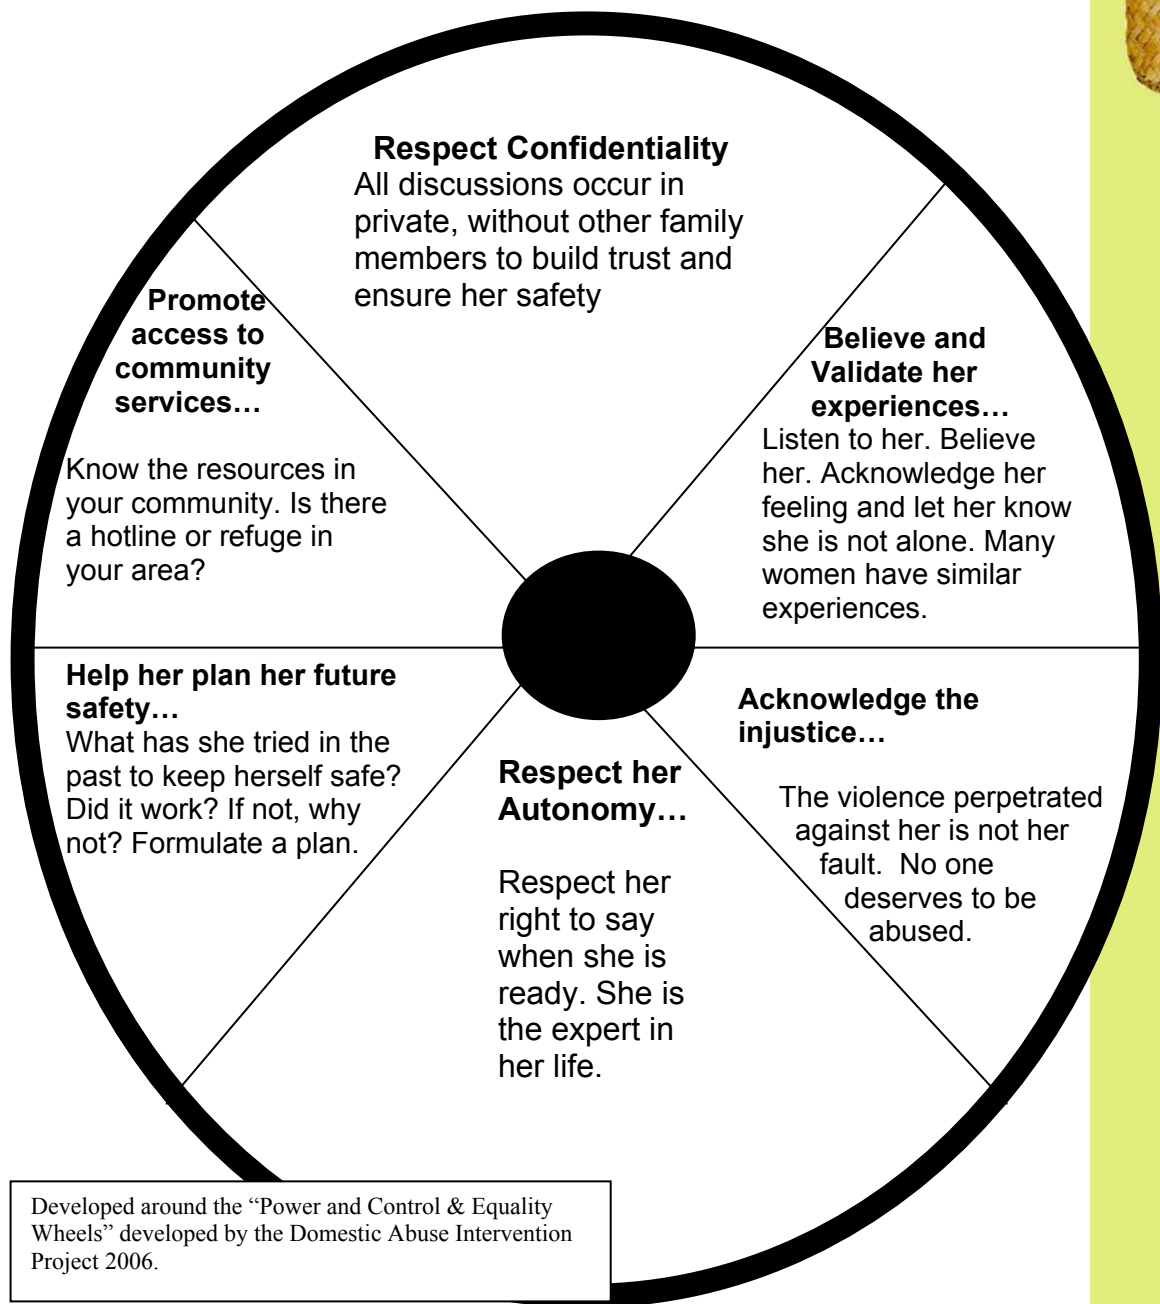 Respect Confidentiality
All discussions occur in
private, without other family
members to build trust and
ensure her safety
Believe and
Validate her
experiences…
Listen to her. Believe
her. Acknowledge her
feeling and let her know
she is not alone. Many
women have similar
experiences.
Acknowledge the
injustice…
The violence perpetrated
against her is not her
fault.  No one
deserves to be
abused.
Respect her
Autonomy…
Respect her
right to say
when she is
ready. She is
the expert in
her life.
Help her plan her future
safety…
What has she tried in the
past to keep herself safe?
Did it work? If not, why
not? Formulate a plan.
Promote
access to
community
services…
Know the resources in
your community. Is there
a hotline or refuge in
your area?
Developed around the “Power and Control & Equality
Wheels” developed by the Domestic Abuse Intervention
Project 2006.